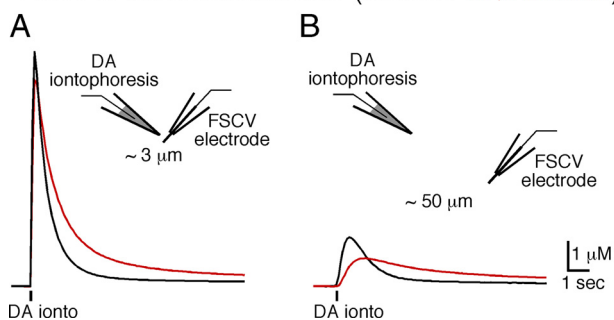 A
B
DA
iontophoresis
FSCV
electrode
~ 3 μm
DA ionto
DA
iontophoresis
FSCV
electrode
~ 50 μm
1 μM
1 sec
DA ionto